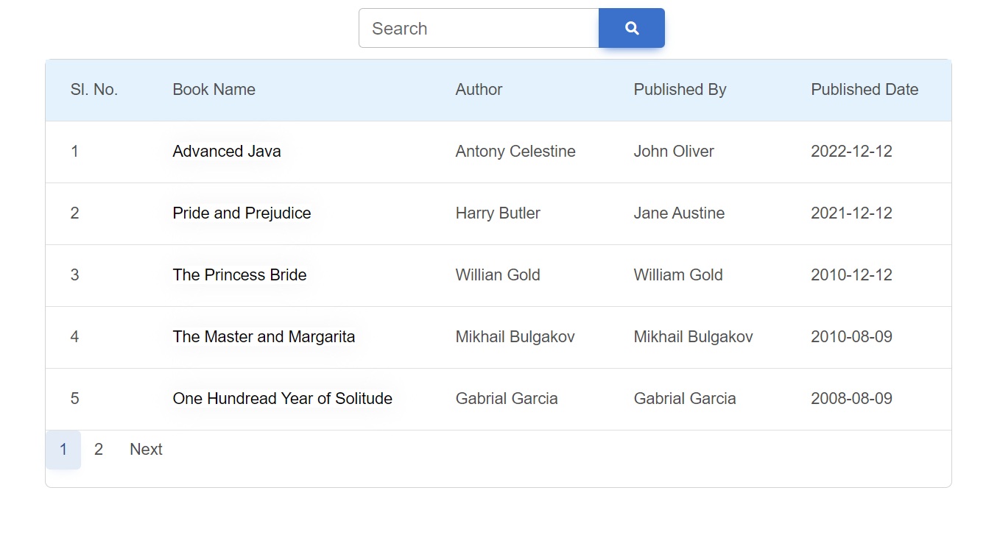 Search
Sl. No. Book Name Author Published By Published Date
1 Advanced Java Antony Celestine John Oliver 2022-12-12
2 Pride and Prejudice Harry Butler Jane Austine 2021-12-12
3 The Princess Bride Willian Gold William Gold 2010-12-12
4 The Master and Margarita Mikhail Bulgakov Mikhail Bulgakov 2010-08-09
5 One Hundread Year of Solitude Gabrial Garcia Gabrial Garcia 2008-08-09
1 2 Next